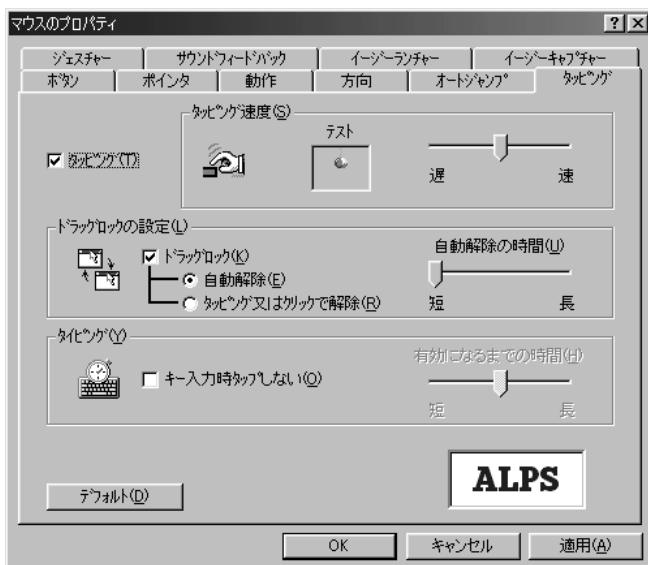 マウスのプロパティ
ジェスチャー サウンドフィードバック イージーランチャー イージーキャプチャー
ボタン ポインタ 動作 方向 オートジャンプ タッピング
タッピング(T)
タッピング速度(S)
テスト
遅 速
ドラッグロックの設定(L)
ドラッグロック(K)
自動解除(E)
タッピング又はクリックで解除(R)
自動解除の時間(U)
短 長
タイピング(Y)
キー入力時タップしない(O)
有効になるまでの時間(H)
短 長
ALPS
デフォルト(D)
OK キャンセル 適用(A)